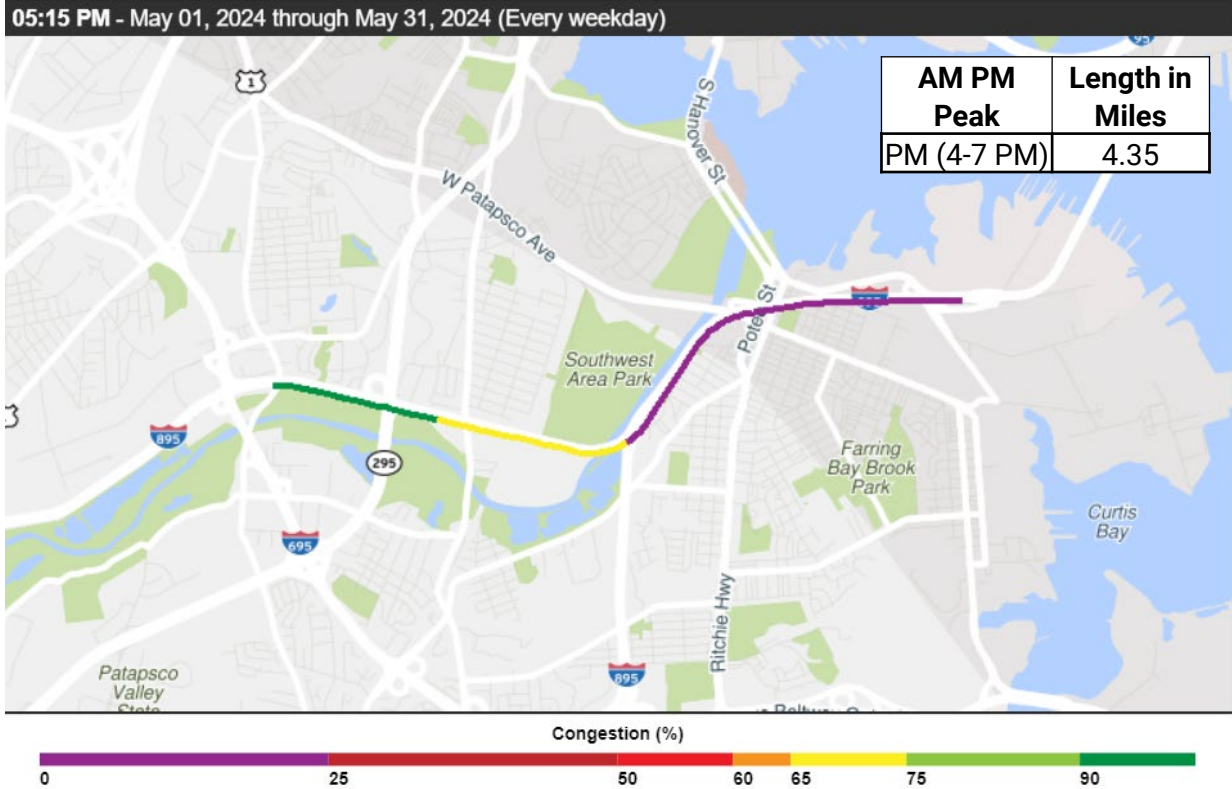 05:15 PM - May 01, 2024 through May 31, 2024 (Every weekday)
95
1
S Hanover St
AM PM
Peak
Length in
Miles
PM (4-7 PM)
4.35
W Patapsco Ave
Southwest
Area Park
895
295
Farring
Bay Brook
Park
Curtis
Bay
695
Ritchie Hwy
Patapsco
Valley
State
895
Congestion (%)
0
25
50
60
65
75
90